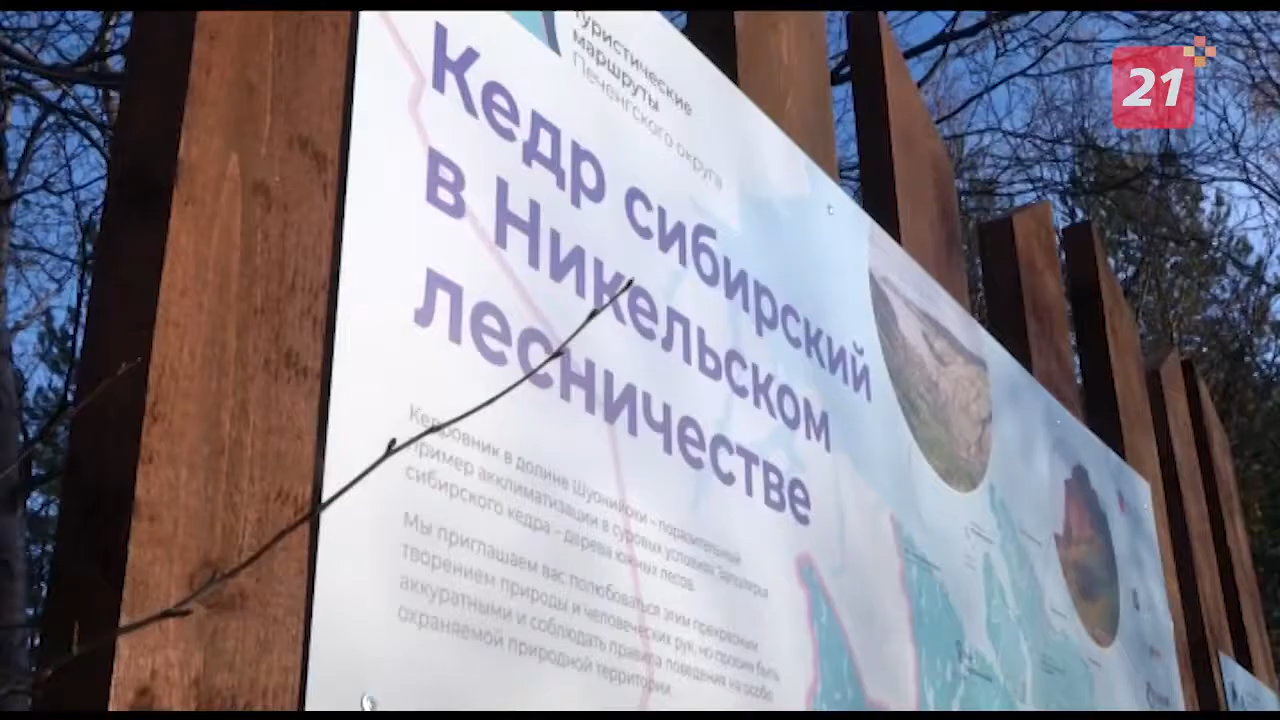 Туристические
маршруты
Печенгского округа
21
Кедр сибирский
в Никельском
лесничестве
Кедровник в долине Шуонийоки – поразительный
пример акклиматизации в суровых условиях Заполярья
сибирского кедра – дерева южных лесов.
Мы приглашаем вас полюбоваться этим прекрасным
творением природы и человеческих рук, но просим быть
аккуратными и соблюдать правила поведения на особо
охраняемой природной территории.